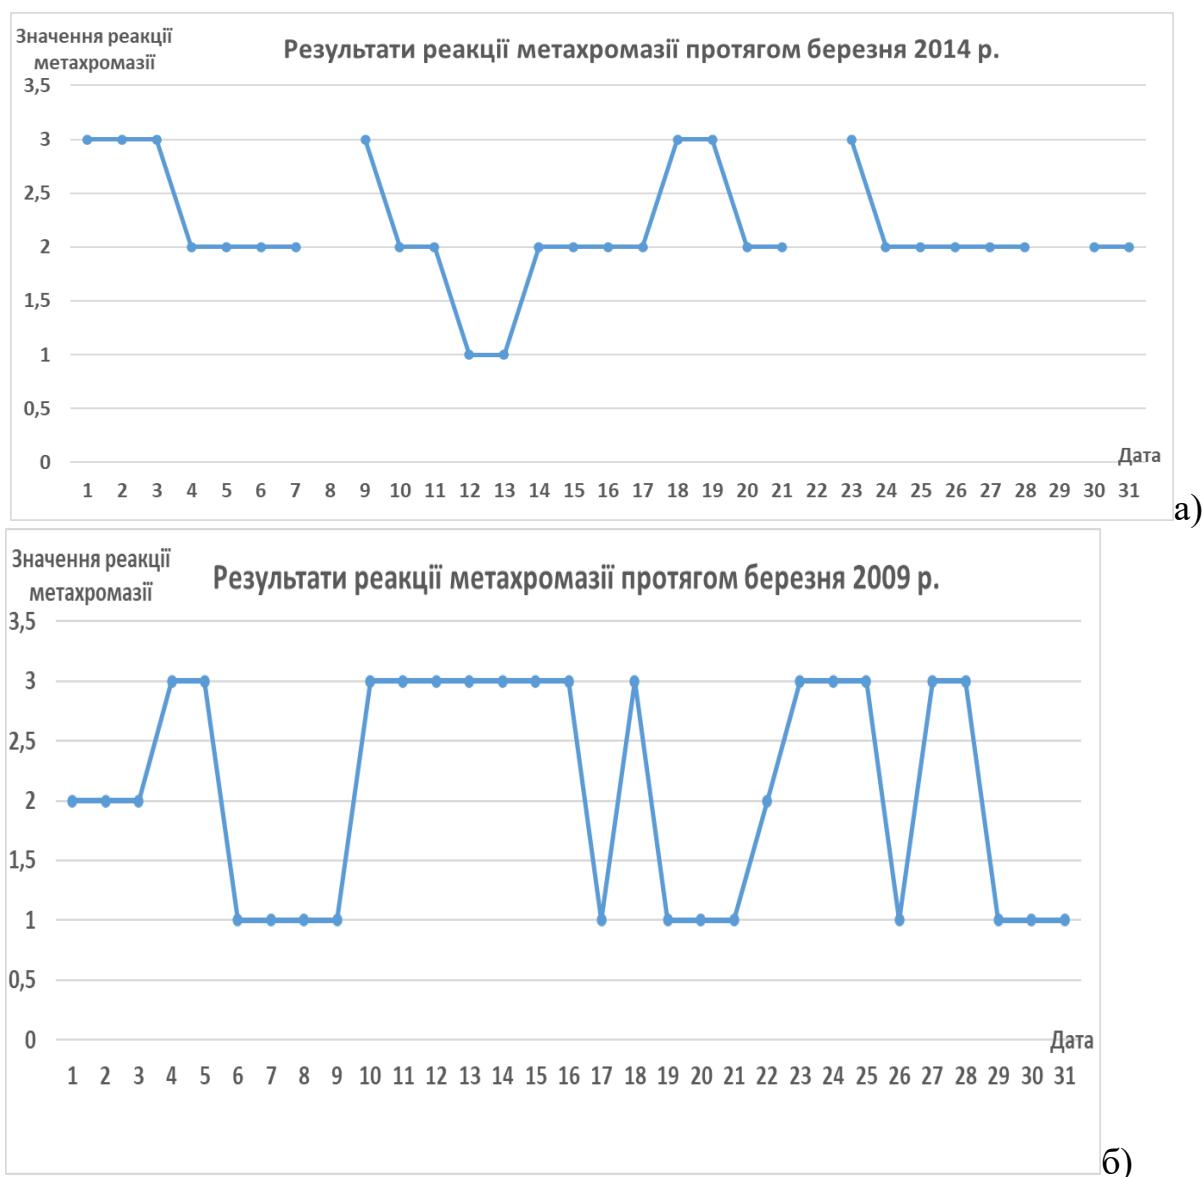 Значення реакції
метахромазії
Результати реакції метахромазії протягом березня 2014 р.
3,5
3
2,5
2
1,5
1
0,5
0
Дата
1 2 3 4 5 6 7 8 9 10 11 12 13 14 15 16 17 18 19 20 21 22 23 24 25 26 27 28 29 30 31
а)
Значення реакції
метахромазії
Результати реакції метахромазії протягом березня 2009 р.
3,5
3
2,5
2
1,5
1
0,5
0
Дата
1 2 3 4 5 6 7 8 9 10 11 12 13 14 15 16 17 18 19 20 21 22 23 24 25 26 27 28 29 30 31
б)